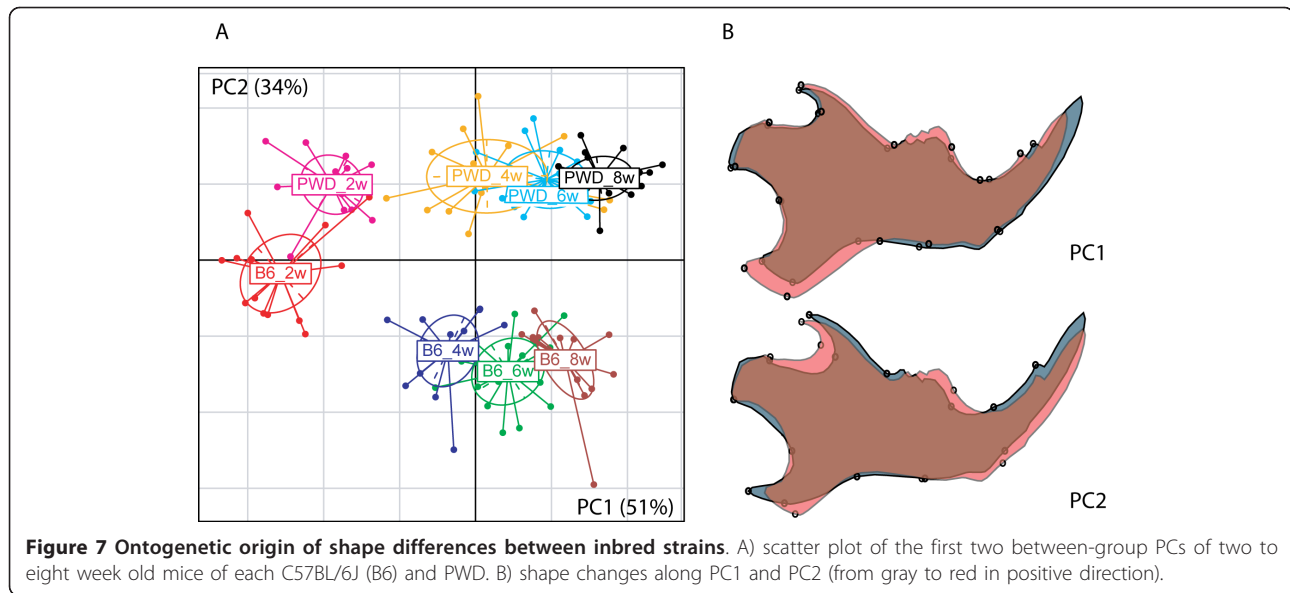 A
B
PC2 (34%)
PWD_2w
PWD_4w
PWD_6w
PWD_8w
B6_2w
B6_4w
B6_6w
B6_8w
PC1 (51%)
PC1
PC2
Figure 7 Ontogenetic origin of shape differences between inbred strains. A) scatter plot of the first two between-group PCs of two to
eight week old mice of each C57BL/6J (B6) and PWD. B) shape changes along PC1 and PC2 (from gray to red in positive direction).